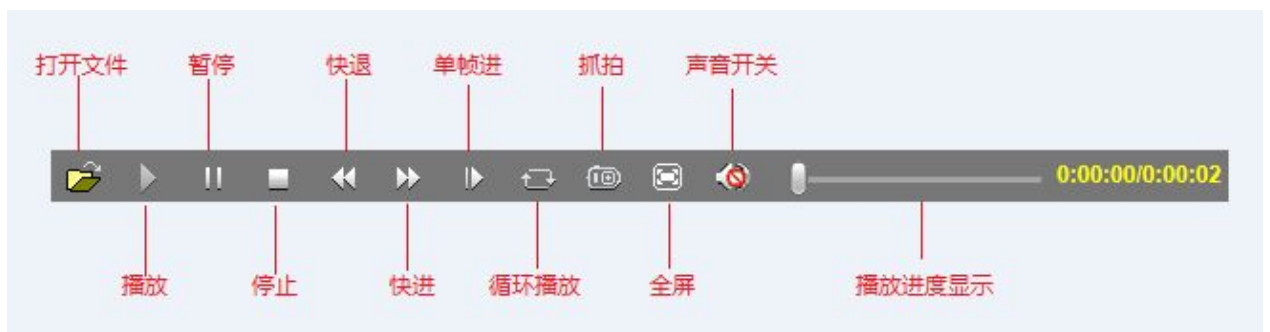 打开文件 暂停 快退 单帧进 抓拍 声音开关
0:00:00/0:00:02
播放 停止 快进 循环播放 全屏 播放进度显示